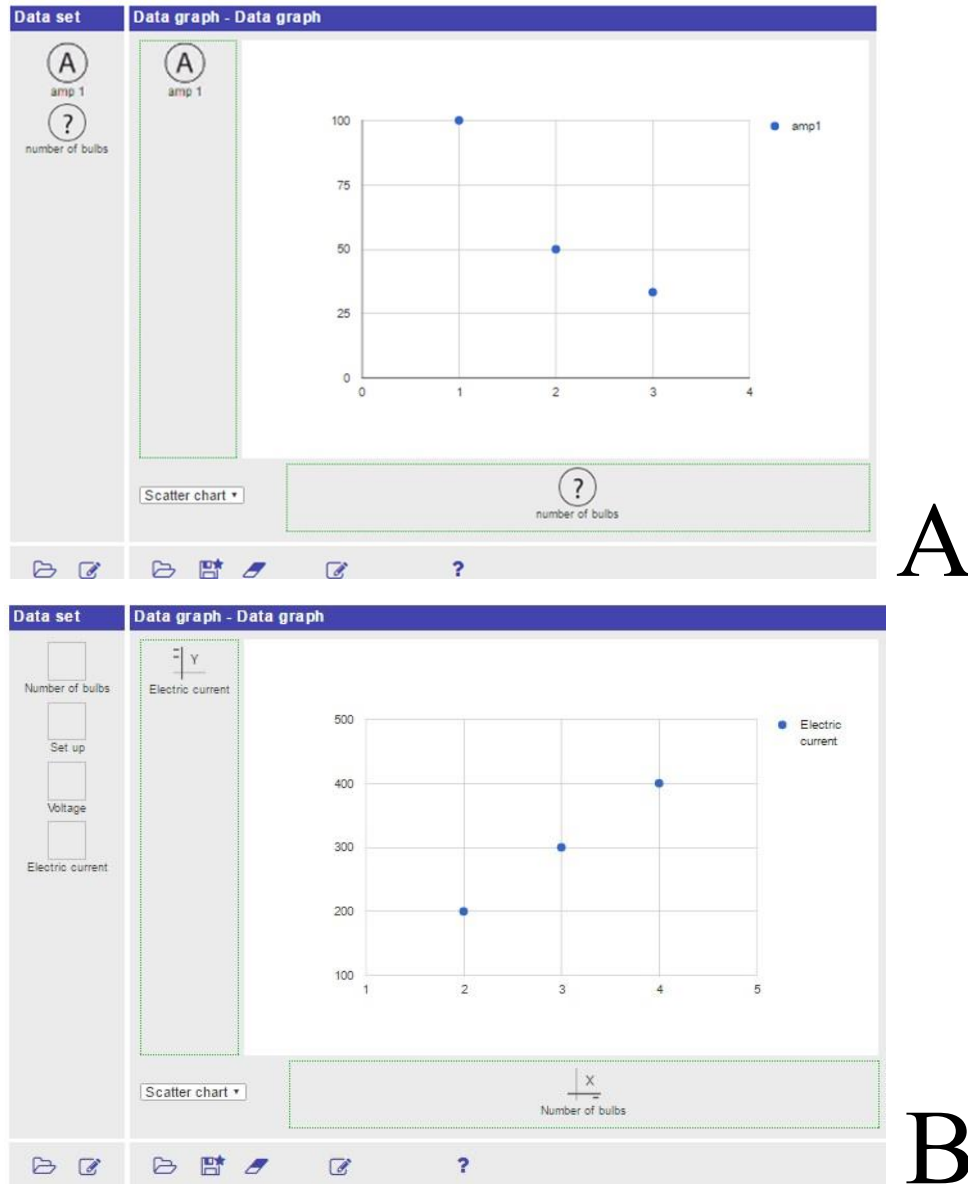 Data set
Data graph - Data graph
A
amp 1
?
number of bulbs
A
amp 1
100
75
50
25
0
0 1 2 3 4
amp1
Scatter chart
?
number of bulbs
?
A
Data set
Data graph - Data graph
Number of bulbs
Set up
Voltage
Electric current
Y
Electric current
500
400
300
200
100
1 2 3 4 5
Electric
current
Scatter chart
X
Number of bulbs
?
B